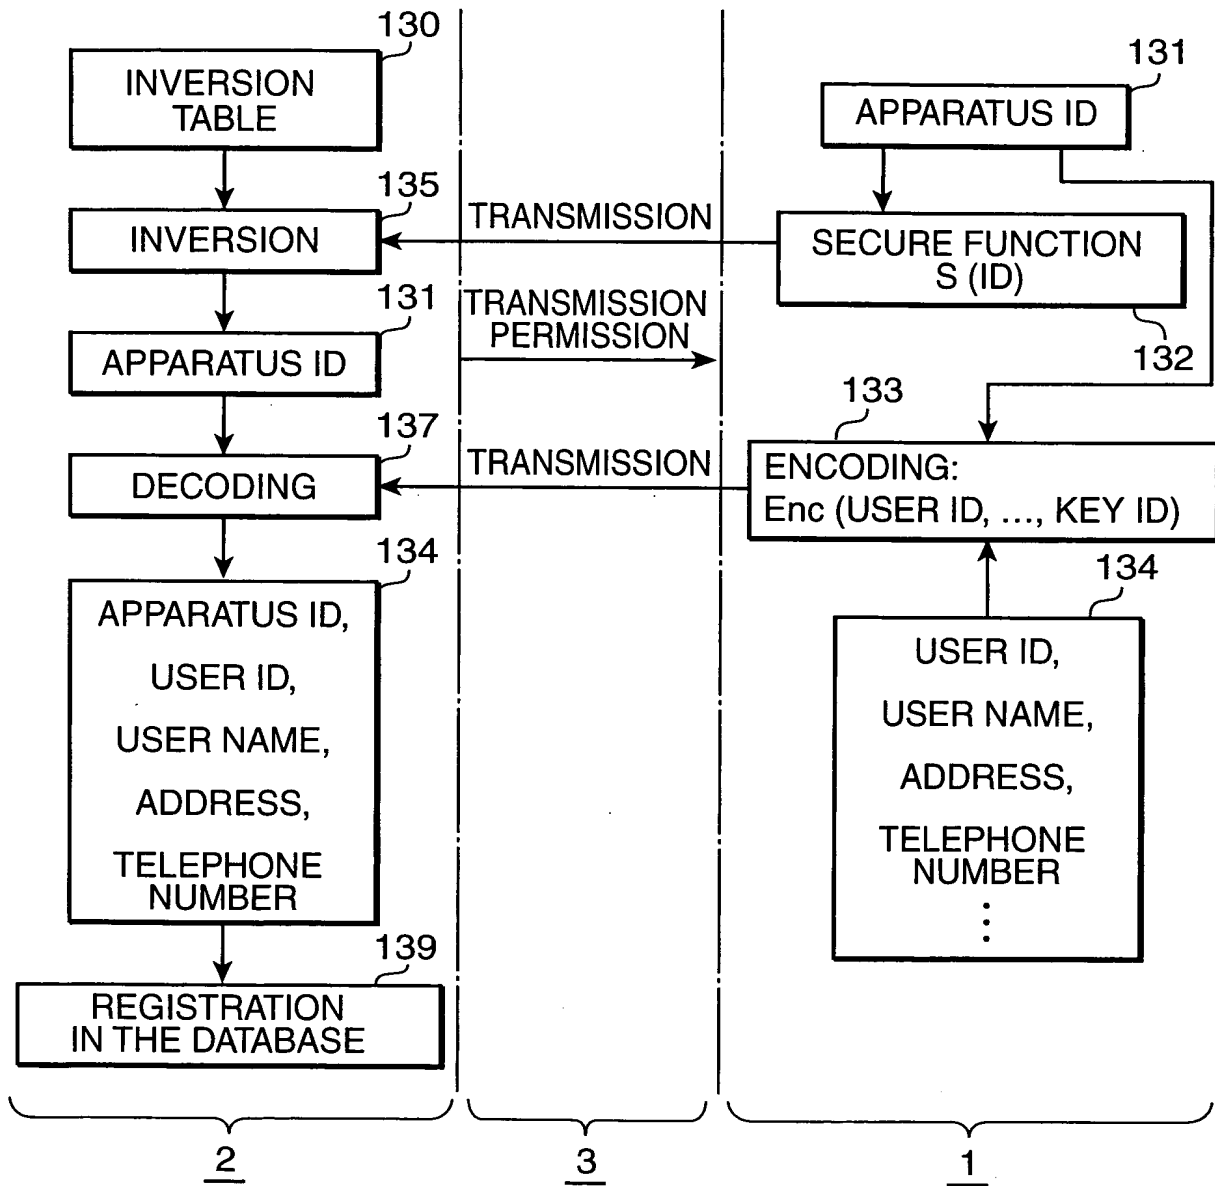 130
INVERSION
TABLE
135
INVERSION
131
APPARATUS ID
137
DECODING
134
APPARATUS ID,
USER ID,
USER NAME,
ADDRESS,
TELEPHONE
NUMBER
139
REGISTRATION
IN THE DATABASE
2
TRANSMISSION
TRANSMISSION
PERMISSION
TRANSMISSION
3
131
APPARATUS ID
SECURE FUNCTION
S (ID)
132
133
ENCODING:
Enc (USER ID, ..., KEY ID)
134
USER ID,
USER NAME,
ADDRESS,
TELEPHONE
NUMBER
⋮
1